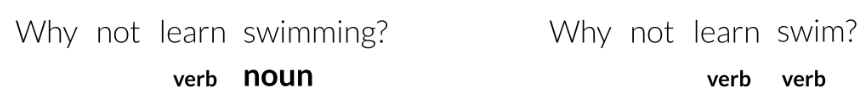 Why not learn swimming?
verb noun
Why not learn swim?
verb verb